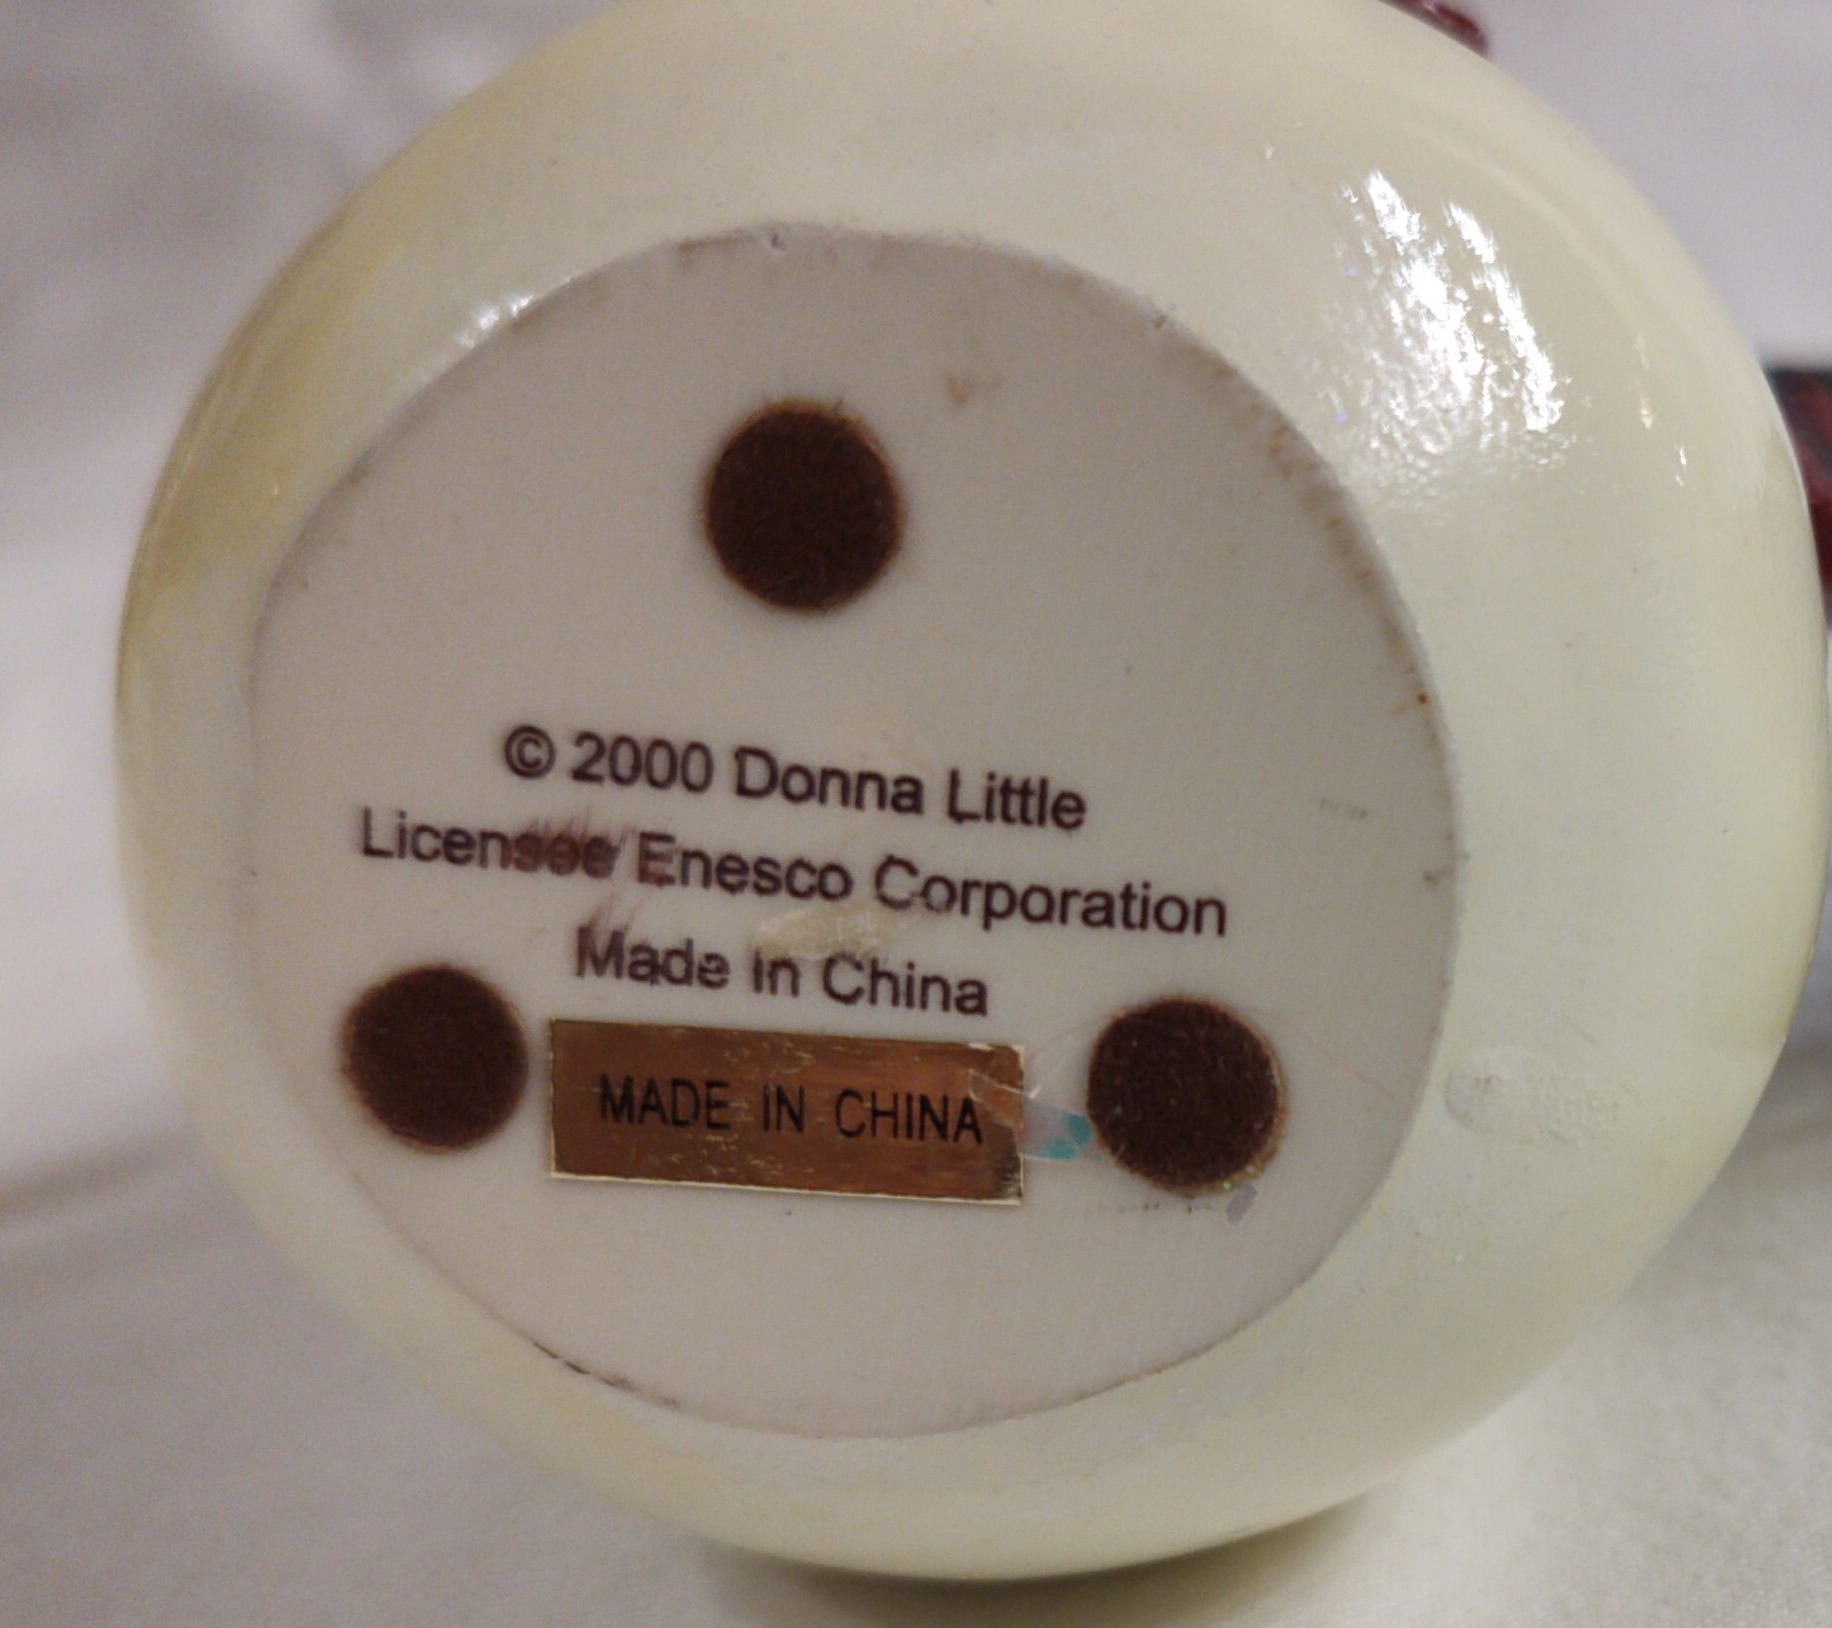 © 2000 Donna Little
Licensee Enesco Corporation
Made in China
MADE IN CHINA